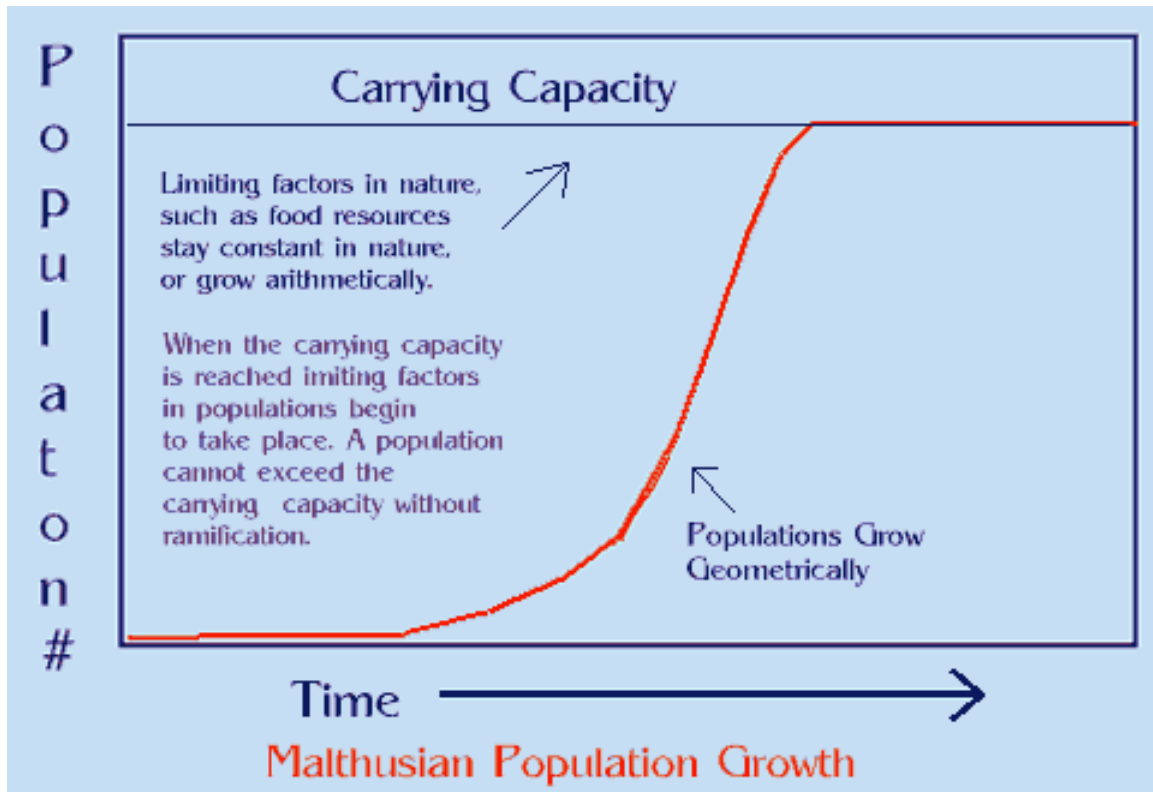 Populaton#
Carrying Capacity
Limiting factors in nature,
such as food resources
stay constant in nature,
or grow arithmetically.
When the carrying capacity
is reached imiting factors
in populations begin
to take place. A population
cannot exceed the
carrying capacity without
ramification.
Populations Grow
Geometrically
Time
Malthusian Population Growth